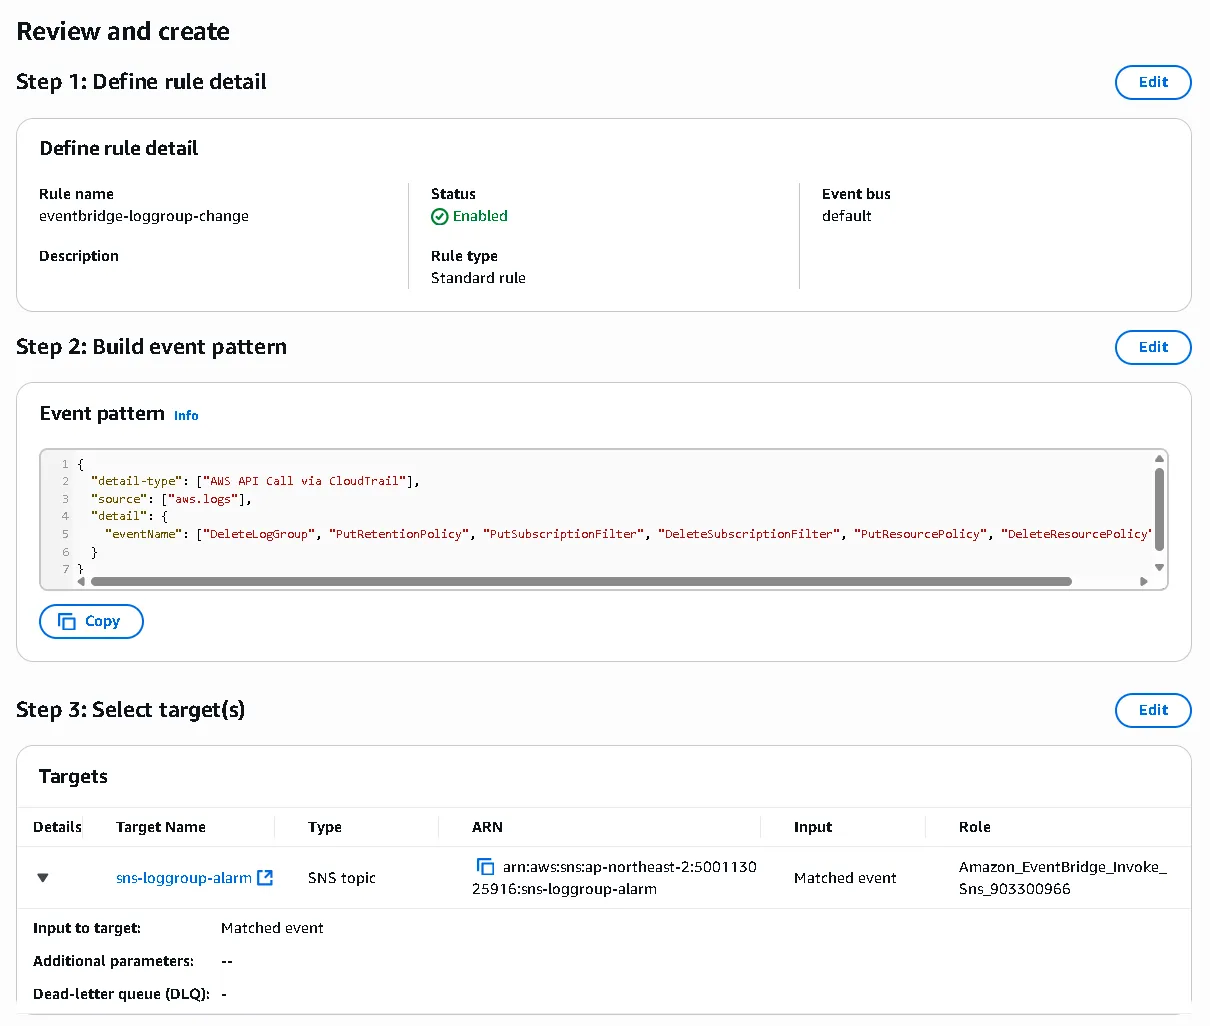 Review and create
Step 1: Define rule detail
Edit
Define rule detail
Rule name
eventbridge-loggroup-change
Description
Status
Enabled
Rule type
Standard rule
Event bus
default
Step 2: Build event pattern
Edit
Event pattern Info
1 {
2 "detail-type": ["AWS API Call via CloudTrail"],
3 "source": ["aws.logs"],
4 "detail": {
5 "eventName": ["DeleteLogGroup", "PutRetentionPolicy", "PutSubscriptionFilter", "DeleteSubscriptionFilter", "PutResourcePolicy", "DeleteResourcePolicy"
6 }
7 }
Copy
Step 3: Select target(s)
Edit
Targets
Details Target Name Type ARN Input Role
sns-loggroup-alarm SNS topic arn:aws:sns:ap-northeast-2:5001130 Matched event Amazon_EventBridge_Invoke_
25916:sns-loggroup-alarm Sns_903300966
Input to target: Matched event
Additional parameters: --
Dead-letter queue (DLQ): -